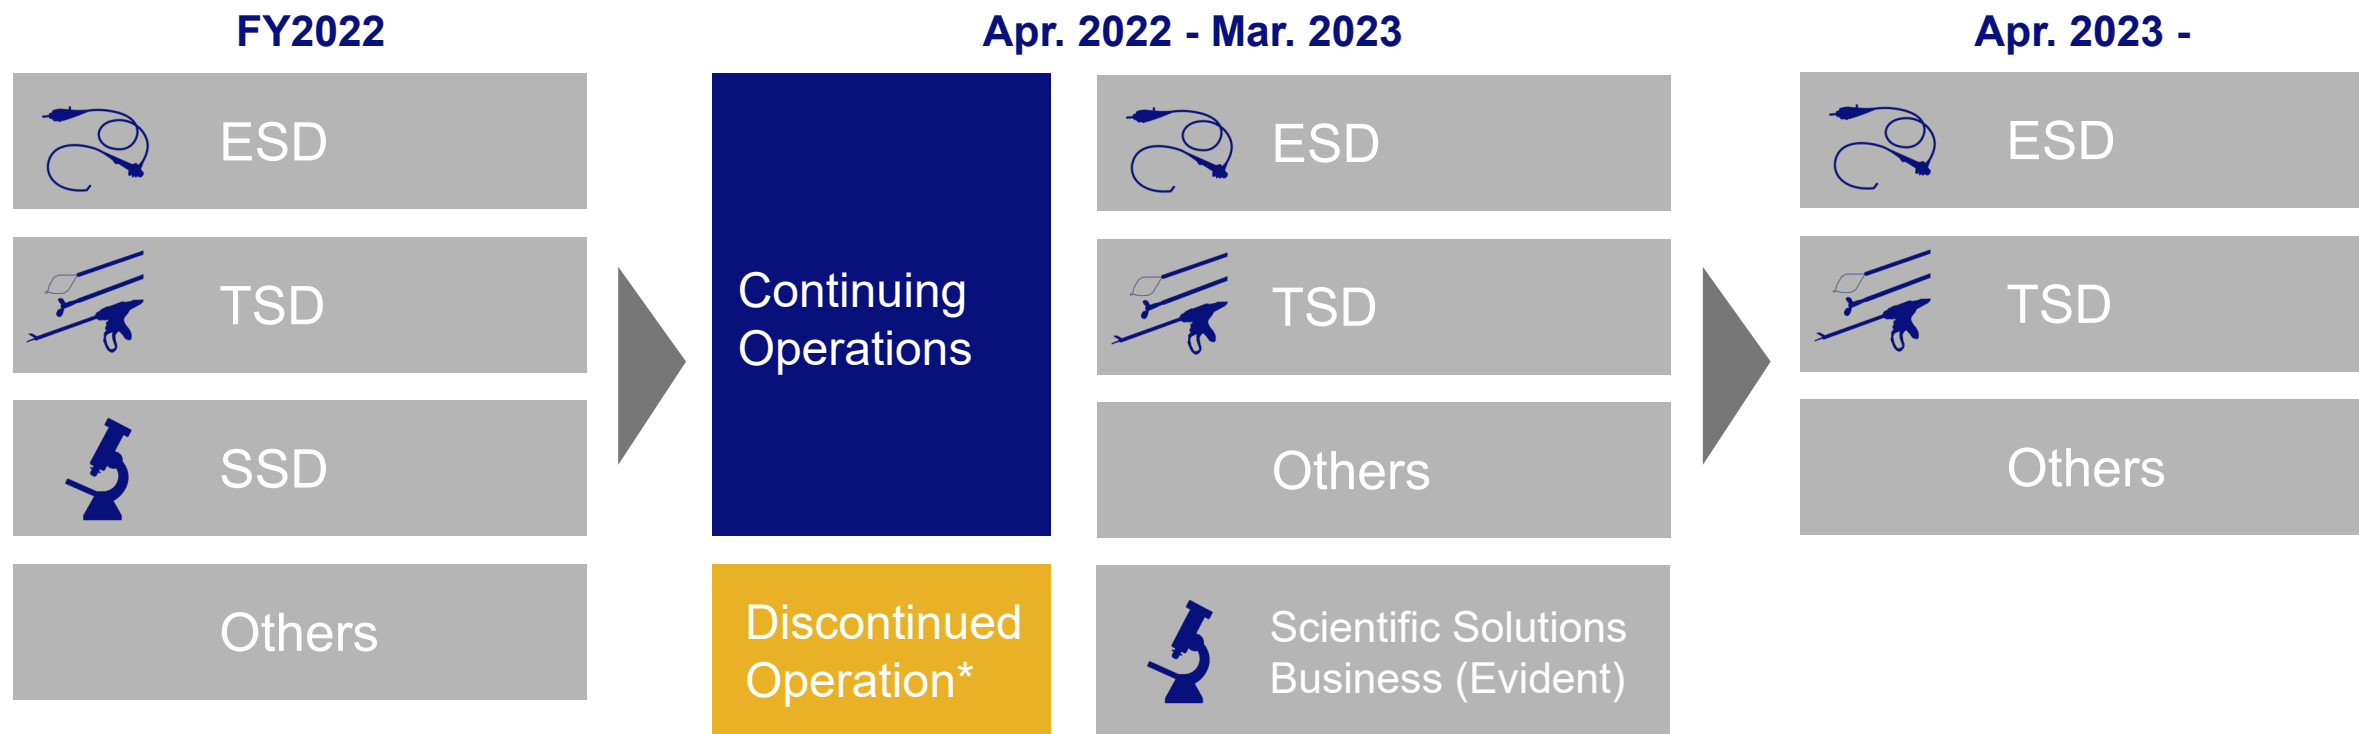 FY2022
ESD
TSD
SSD
Others
Apr. 2022 - Mar. 2023
Continuing
Operations
ESD
TSD
Others
Discontinued
Operation*
Scientific Solutions
Business (Evident)
Apr. 2023 -
ESD
TSD
Others